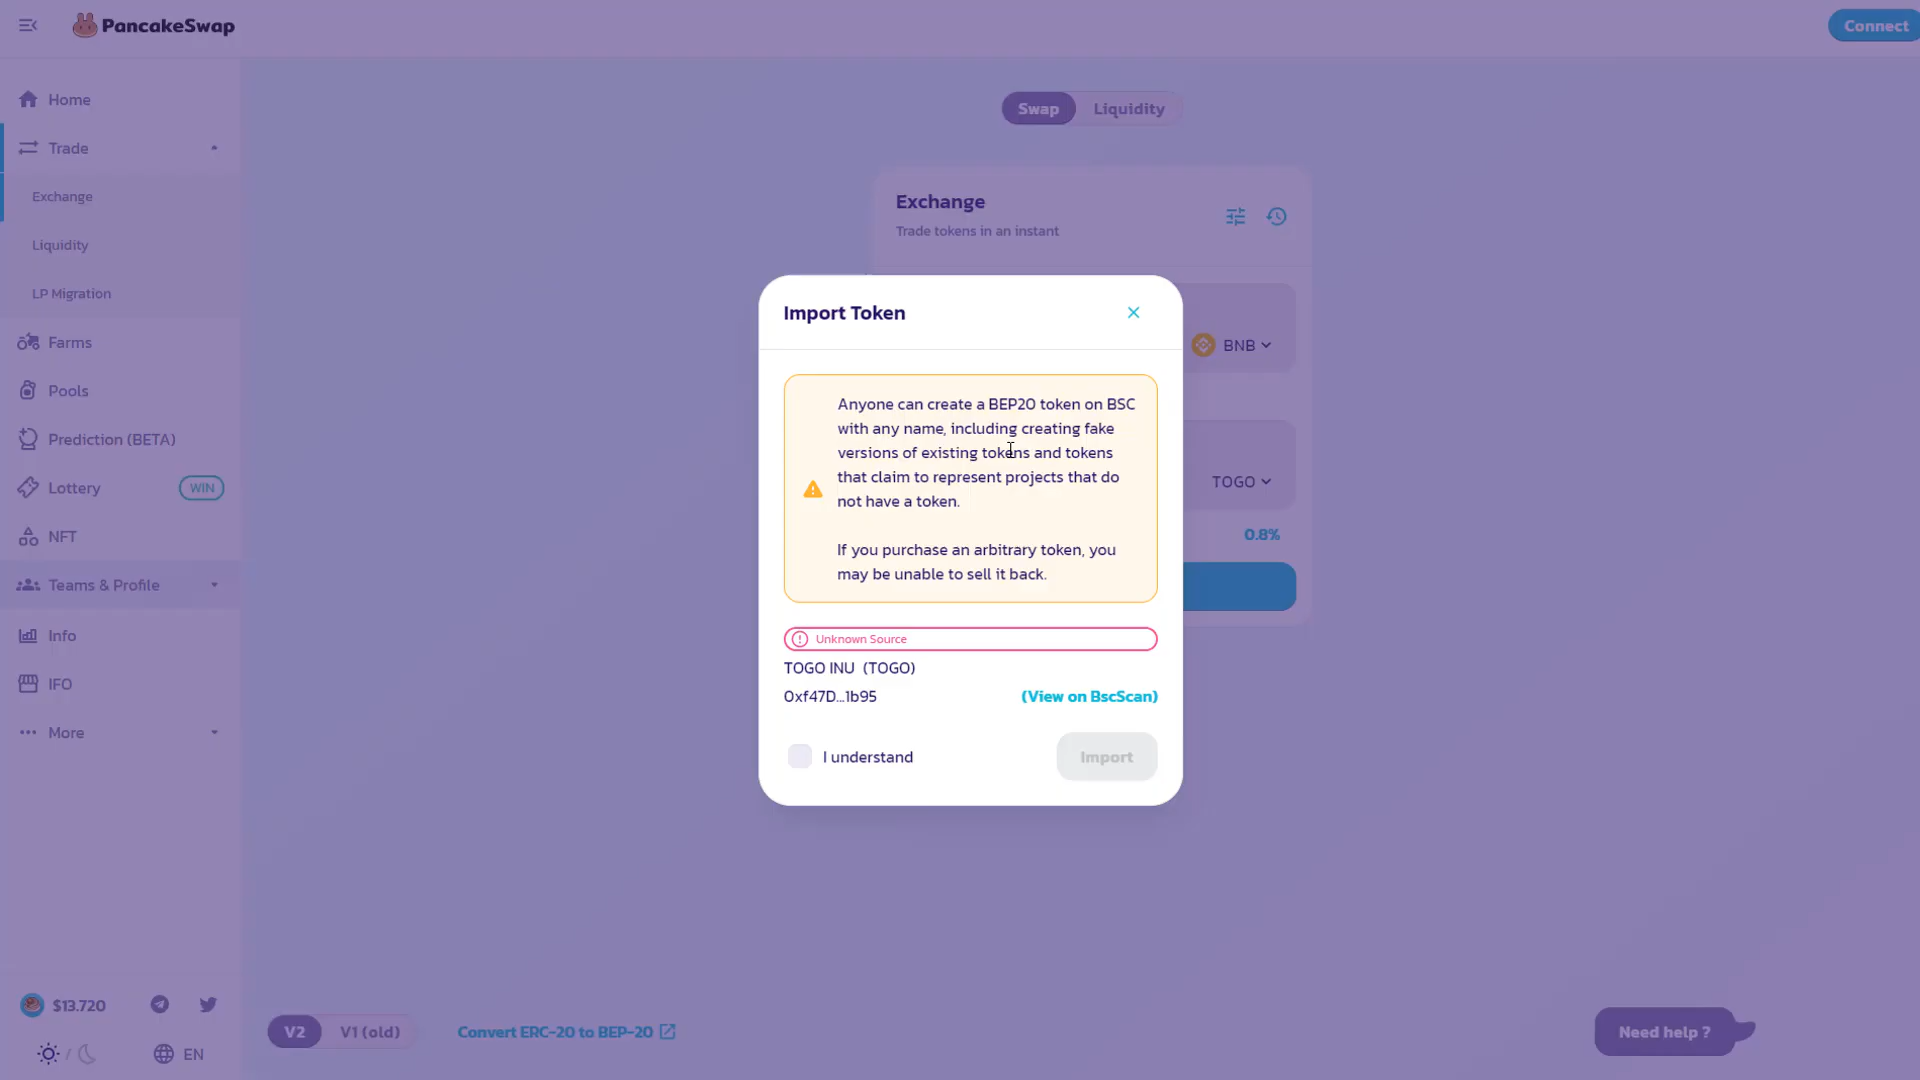 PancakeSwap
Connect
Home
Trade
Exchange
Liquidity
LP Migration
Farms
Pools
Prediction (BETA)
Lottery
WIN
NFT
Teams & Profile
Info
IFO
More
$13.720
EN
Swap
Liquidity
Exchange
Trade tokens in an instant
BNB
TOGO
0.8%
Import Token
Anyone can create a BEP20 token on BSC
with any name, including creating fake
versions of existing tokens and tokens
that claim to represent projects that do
not have a token.
If you purchase an arbitrary token, you
may be unable to sell it back.
Unknown Source
TOGO INU (TOGO)
0xf47D...1b95
(View on BscScan)
I understand
Import
V2
V1 (old)
Convert ERC-20 to BEP-20
Need help ?